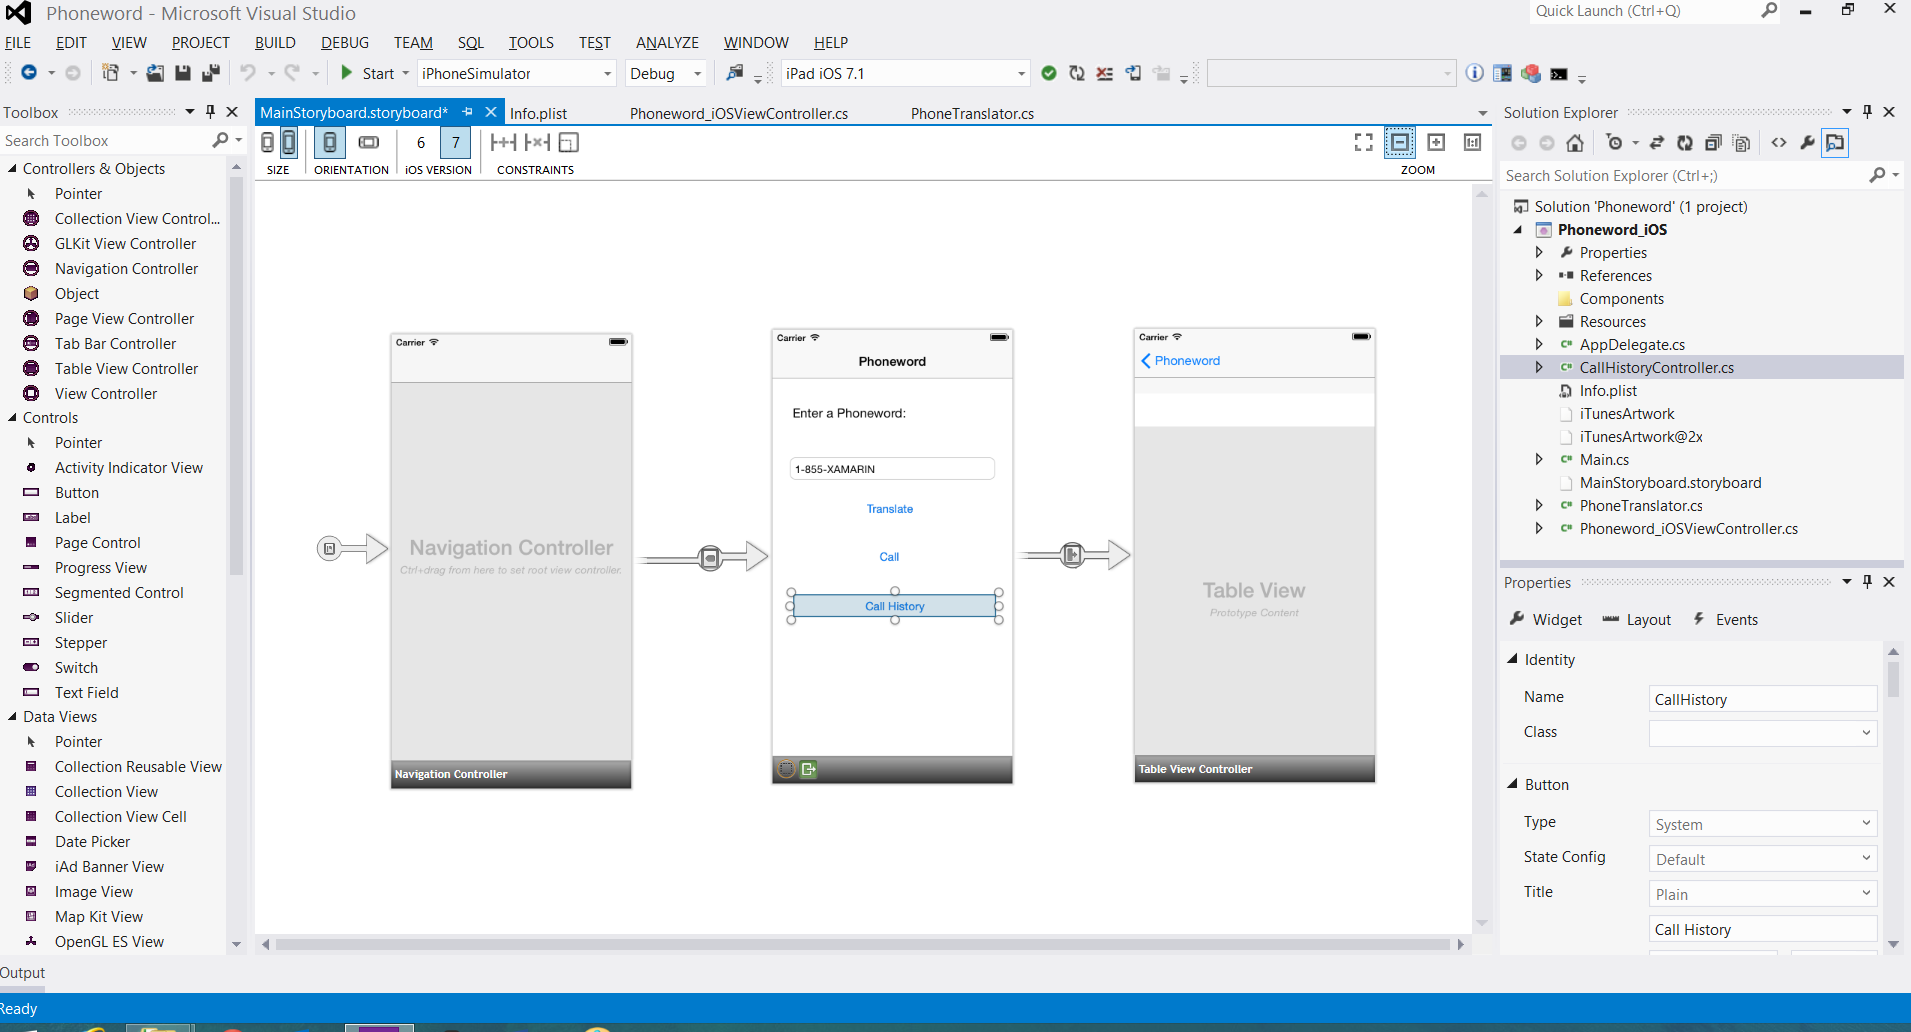 Phoneword - Microsoft Visual Studio
Quick Launch (Ctrl+Q)
FILE EDIT VIEW PROJECT BUILD DEBUG TEAM SQL TOOLS TEST ANALYZE WINDOW HELP
Start iPhoneSimulator Debug iPad iOS 7.1
Toolbox
Search Toolbox
Controllers & Objects
Pointer
Collection View Control...
GLKit View Controller
Navigation Controller
Object
Page View Controller
Tab Bar Controller
Table View Controller
View Controller
Controls
Pointer
Activity Indicator View
Button
Label
Page Control
Progress View
Segmented Control
Slider
Stepper
Switch
Text Field
Data Views
Pointer
Collection Reusable View
Collection View
Collection View Cell
Date Picker
iAd Banner View
Image View
Map Kit View
OpenGL ES View
MainStoryboard.storyboard* Info.plist Phoneword_iOSViewController.cs PhoneTranslator.cs
6 7
SIZE ORIENTATION iOS VERSION CONSTRAINTS ZOOM
Carrier
Navigation Controller
Ctrl+drag from here to set root view controller.
Navigation Controller
Carrier
Phoneword
Enter a Phoneword:
1-855-XAMARIN
Translate
Call
Call History
Carrier
Phoneword
Table View
Prototype Content
Table View Controller
Solution Explorer
Search Solution Explorer (Ctrl+;)
Solution 'Phoneword' (1 project)
Phoneword_iOS
Properties
References
Components
Resources
AppDelegate.cs
CallHistoryController.cs
Info.plist
iTunesArtwork
iTunesArtwork@2x
Main.cs
MainStoryboard.storyboard
PhoneTranslator.cs
Phoneword_iOSViewController.cs
Properties
Widget Layout Events
Identity
Name CallHistory
Class
Button
Type System
State Config Default
Title Plain
Call History
Output
Ready